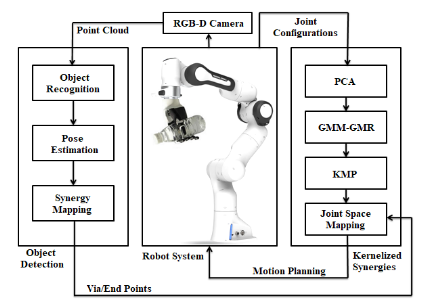 RGB-D Camera
Point Cloud
Joint
Configurations
Object
Recognition
Pose
Estimation
Synergy
Mapping
Object
Detection
Robot System
PCA
GMM-GMR
KMP
Joint Space
Mapping
Kernelized
Synergies
Motion Planning
Via/End Points